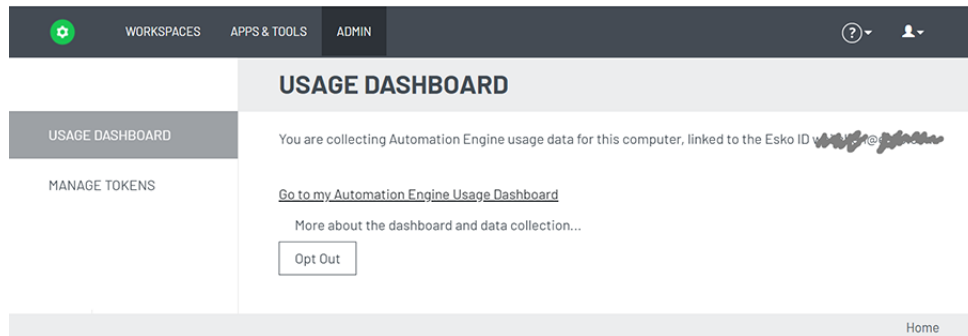 WORKSPACES APPS & TOOLS ADMIN ?
USAGE DASHBOARD
USAGE DASHBOARD
You are collecting Automation Engine usage data for this computer, linked to the Esko ID
MANAGE TOKENS
Go to my Automation Engine Usage Dashboard
More about the dashboard and data collection...
Opt Out
Home